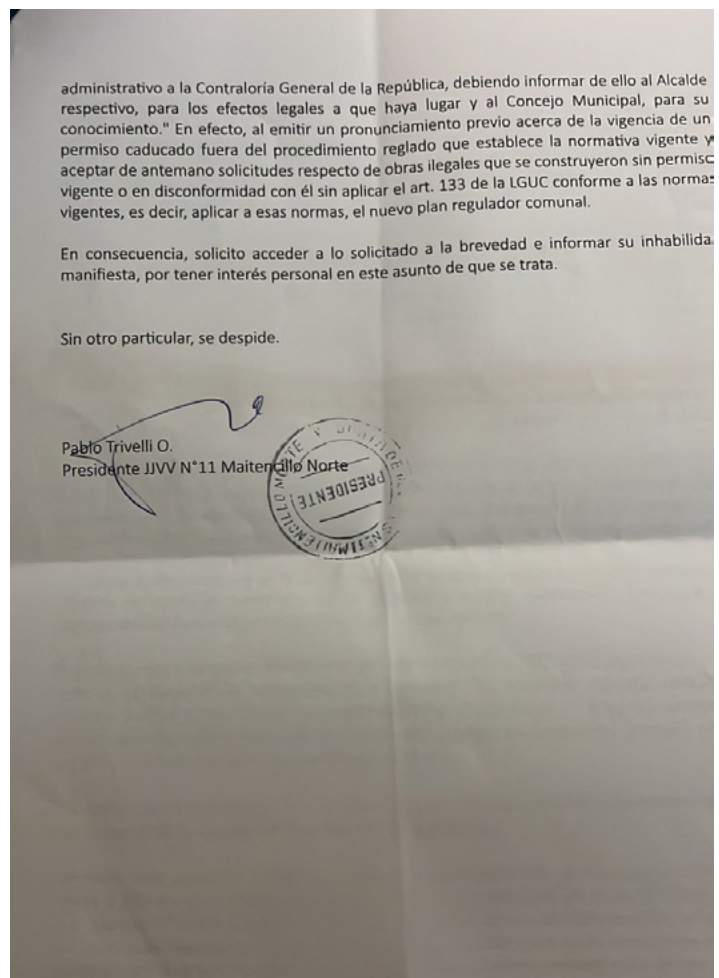 administrativo a la Contraloría General de la República, debiendo informar de ello al Alcalde
respectivo, para los efectos legales a que haya lugar y al Concejo Municipal, para su
conocimiento." En efecto, al emitir un pronunciamiento previo acerca de la vigencia de un
permiso caducado fuera del procedimiento reglado que establece la normativa vigente y
aceptar de antemano solicitudes respecto de obras ilegales que se construyeron sin permiso
vigente o en disconformidad con él sin aplicar el art. 133 de la LGUC conforme a las normas
vigentes, es decir, aplicar a esas normas, el nuevo plan regulador comunal.
En consecuencia, solicito acceder a lo solicitado a la brevedad e informar su inhabilida
manifiesta, por tener interés personal en este asunto de que se trata.
Sin otro particular, se despide.
Pablo Trivelli O.
Presidente JJVV N°11 Maitencillo Norte
PRESIDENTE